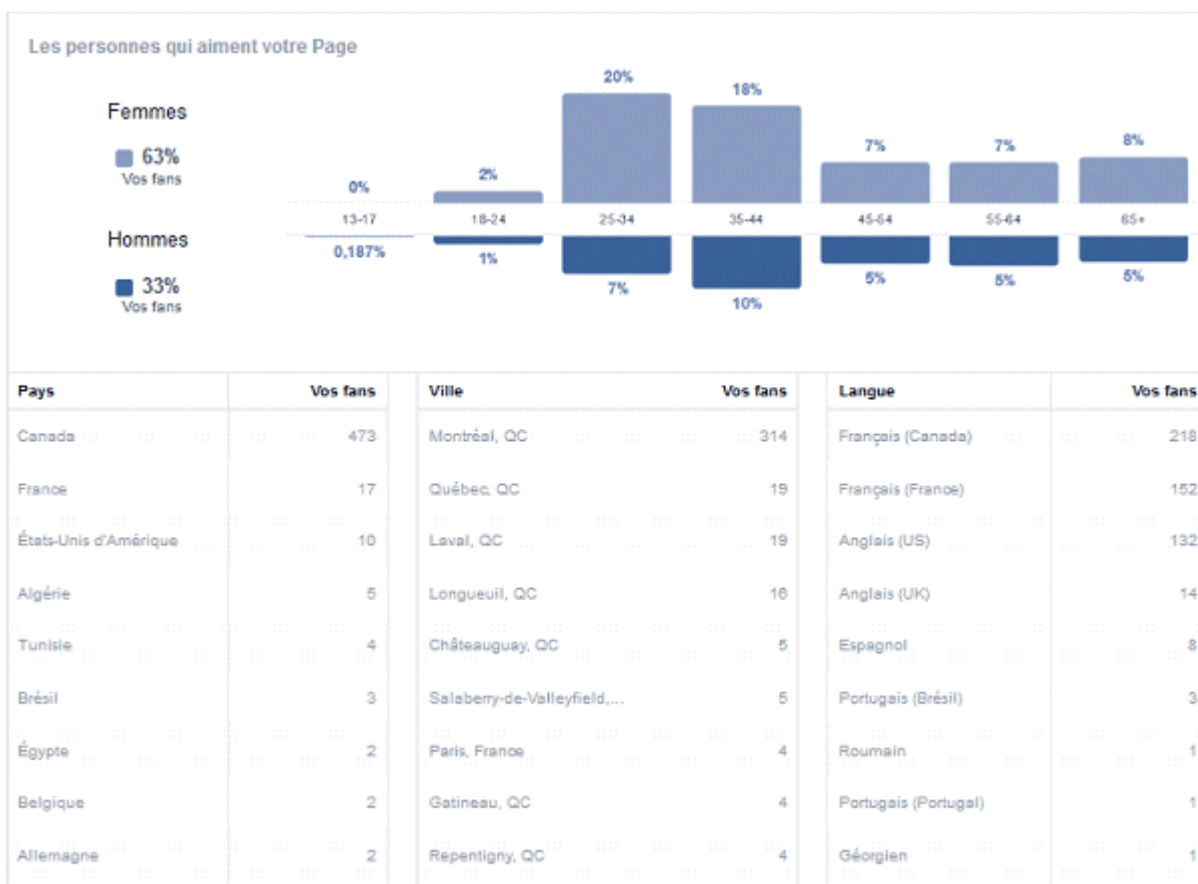 Les personnes qui aiment votre Page
Femmes
63%
Vos fans
Hommes
33%
Vos fans
0% 2% 20% 18% 7% 7% 8%
13-17 18-24 25-34 35-44 45-54 55-64 65+
0,187% 1% 7% 10% 5% 5% 5%
Pays Vos fans Ville Vos fans Langue Vos fans
Canada 473 Montréal, QC 314 Français (Canada) 218
France 17 Québec, QC 19 Français (France) 152
États-Unis d'Amérique 10 Laval, QC 19 Anglais (US) 132
Algérie 5 Longueuil, QC 16 Anglais (UK) 14
Tunisie 4 Châteauguay, QC 5 Espagnol 8
Brésil 3 Salaberry-de-Valleyfield,... 5 Portugais (Brésil) 3
Égypte 2 Paris, France 4 Roumain 1
Belgique 2 Gatineau, QC 4 Portugais (Portugal) 1
Allemagne 2 Repentigny, QC 4 Géorgien 1